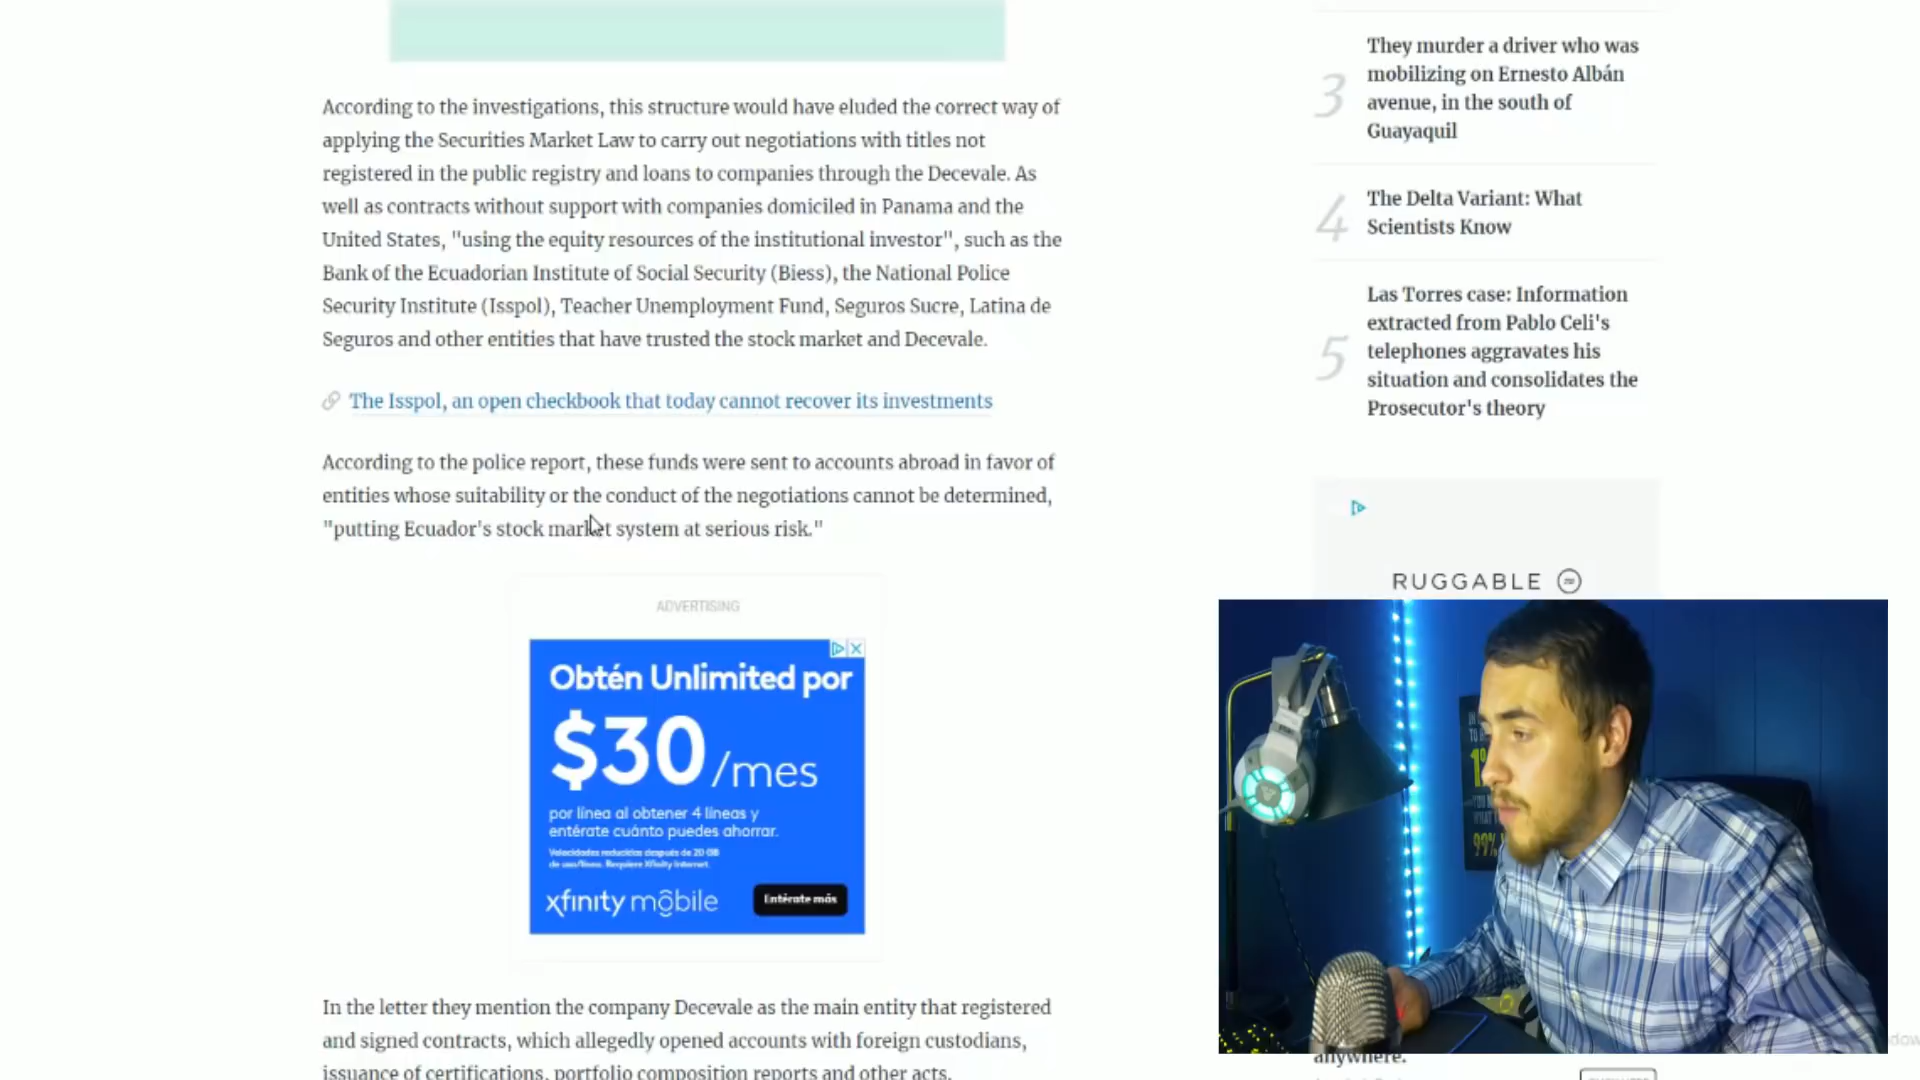 According to the investigations, this structure would have eluded the correct way of
applying the Securities Market Law to carry out negotiations with titles not
registered in the public registry and loans to companies through the Decevale. As
well as contracts without support with companies domiciled in Panama and the
United States, "using the equity resources of the institutional investor", such as the
Bank of the Ecuadorian Institute of Social Security (Biess), the National Police
Security Institute (Isspol), Teacher Unemployment Fund, Seguros Sucre, Latina de
Seguros and other entities that have trusted the stock market and Decevale.
The Isspol, an open checkbook that today cannot recover its investments
According to the police report, these funds were sent to accounts abroad in favor of
entities whose suitability or the conduct of the negotiations cannot be determined,
"putting Ecuador's stock market system at serious risk."
ADVERTISING
Obtén Unlimited por
$30/mes
por línea al obtener 4 líneas y
entérate cuánto puedes ahorrar.
Velocidades reducidas después de 20 GB
de uso/línea. Requiere Xfinity Internet.
xfinity mobile
Entérate más
In the letter they mention the company Decevale as the main entity that registered
and signed contracts, which allegedly opened accounts with foreign custodians,
issuance of certifications, portfolio composition reports and other acts.
3
They murder a driver who was
mobilizing on Ernesto Albán
avenue, in the south of
Guayaquil
4
The Delta Variant: What
Scientists Know
5
Las Torres case: Information
extracted from Pablo Celi's
telephones aggravates his
situation and consolidates the
Prosecutor's theory
RUGGABLE
99%
anywhere.